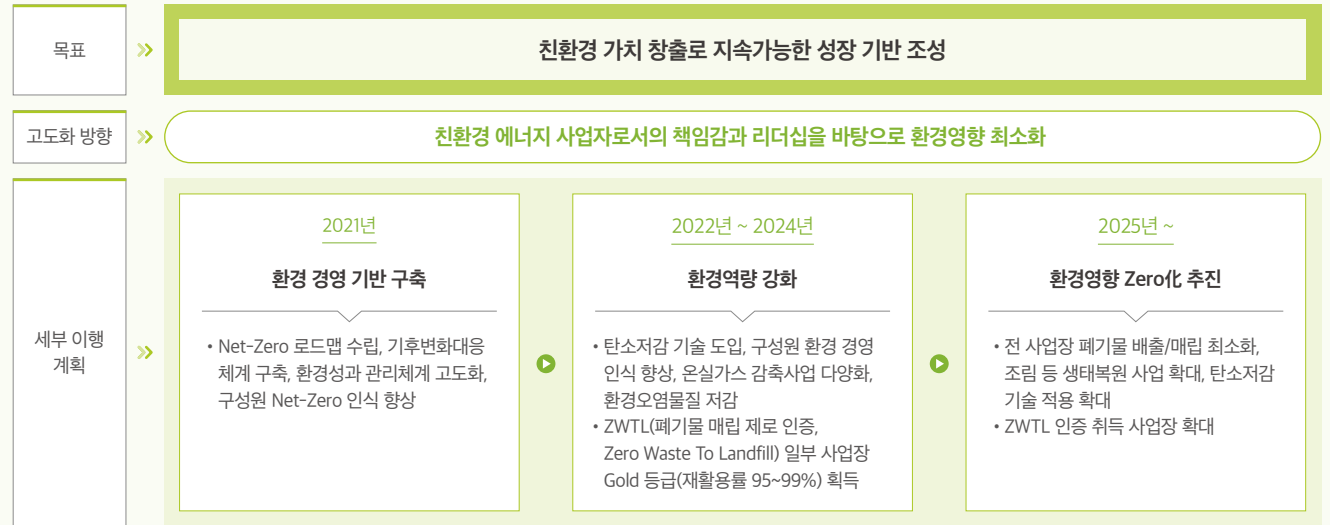 목표
친환경 가치 창출로 지속가능한 성장 기반 조성
고도화 방향
친환경 에너지 사업자로서의 책임감과 리더십을 바탕으로 환경영향 최소화
세부 이행
계획
2021년
환경 경영 기반 구축
• Net-Zero 로드맵 수립, 기후변화대응
체계 구축, 환경성과 관리체계 고도화,
구성원 Net-Zero 인식 향상
2022년 ~ 2024년
환경역량 강화
• 탄소저감 기술 도입, 구성원 환경 경영
인식 향상, 온실가스 감축사업 다양화,
환경오염물질 저감
• ZWTL(폐기물 매립 제로 인증,
Zero Waste To Landfill) 일부 사업장
Gold 등급(재활용률 95~99%) 획득
2025년 ~
환경영향 Zero化 추진
• 전 사업장 폐기물 배출/매립 최소화,
조림 등 생태복원 사업 확대, 탄소저감
기술 적용 확대
• ZWTL 인증 취득 사업장 확대